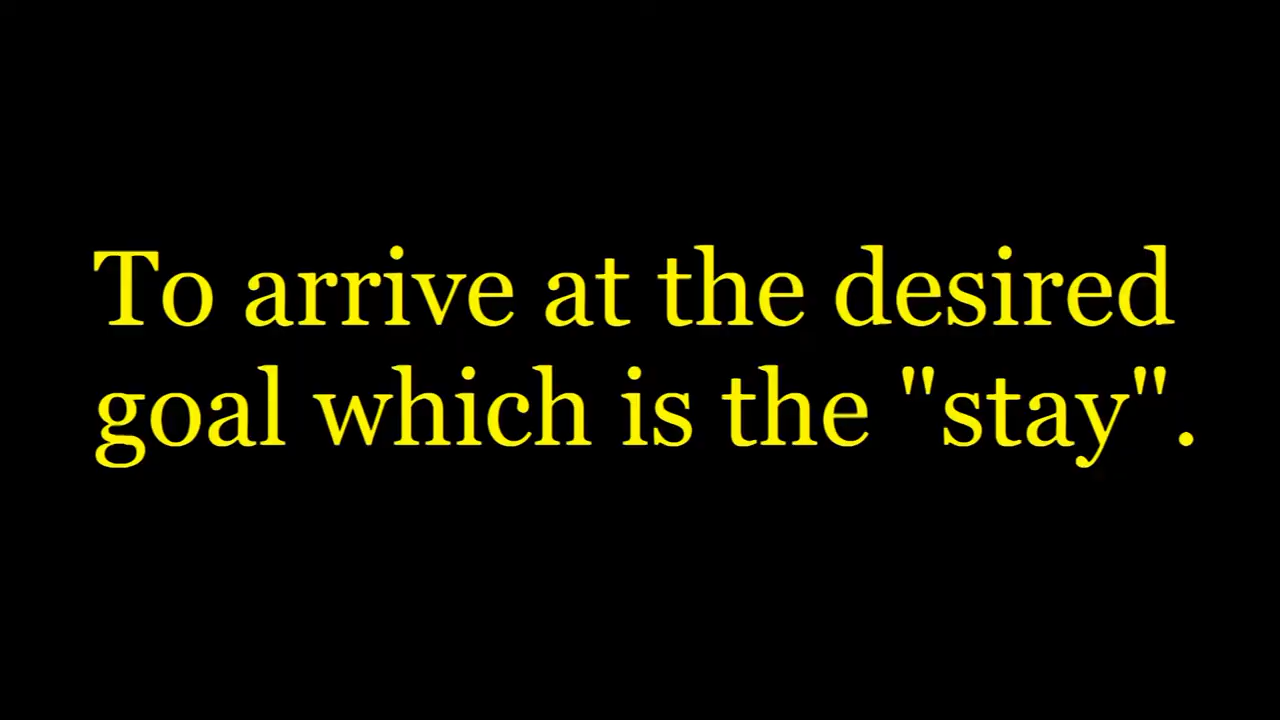 To arrive at the desired
goal which is the "stay".